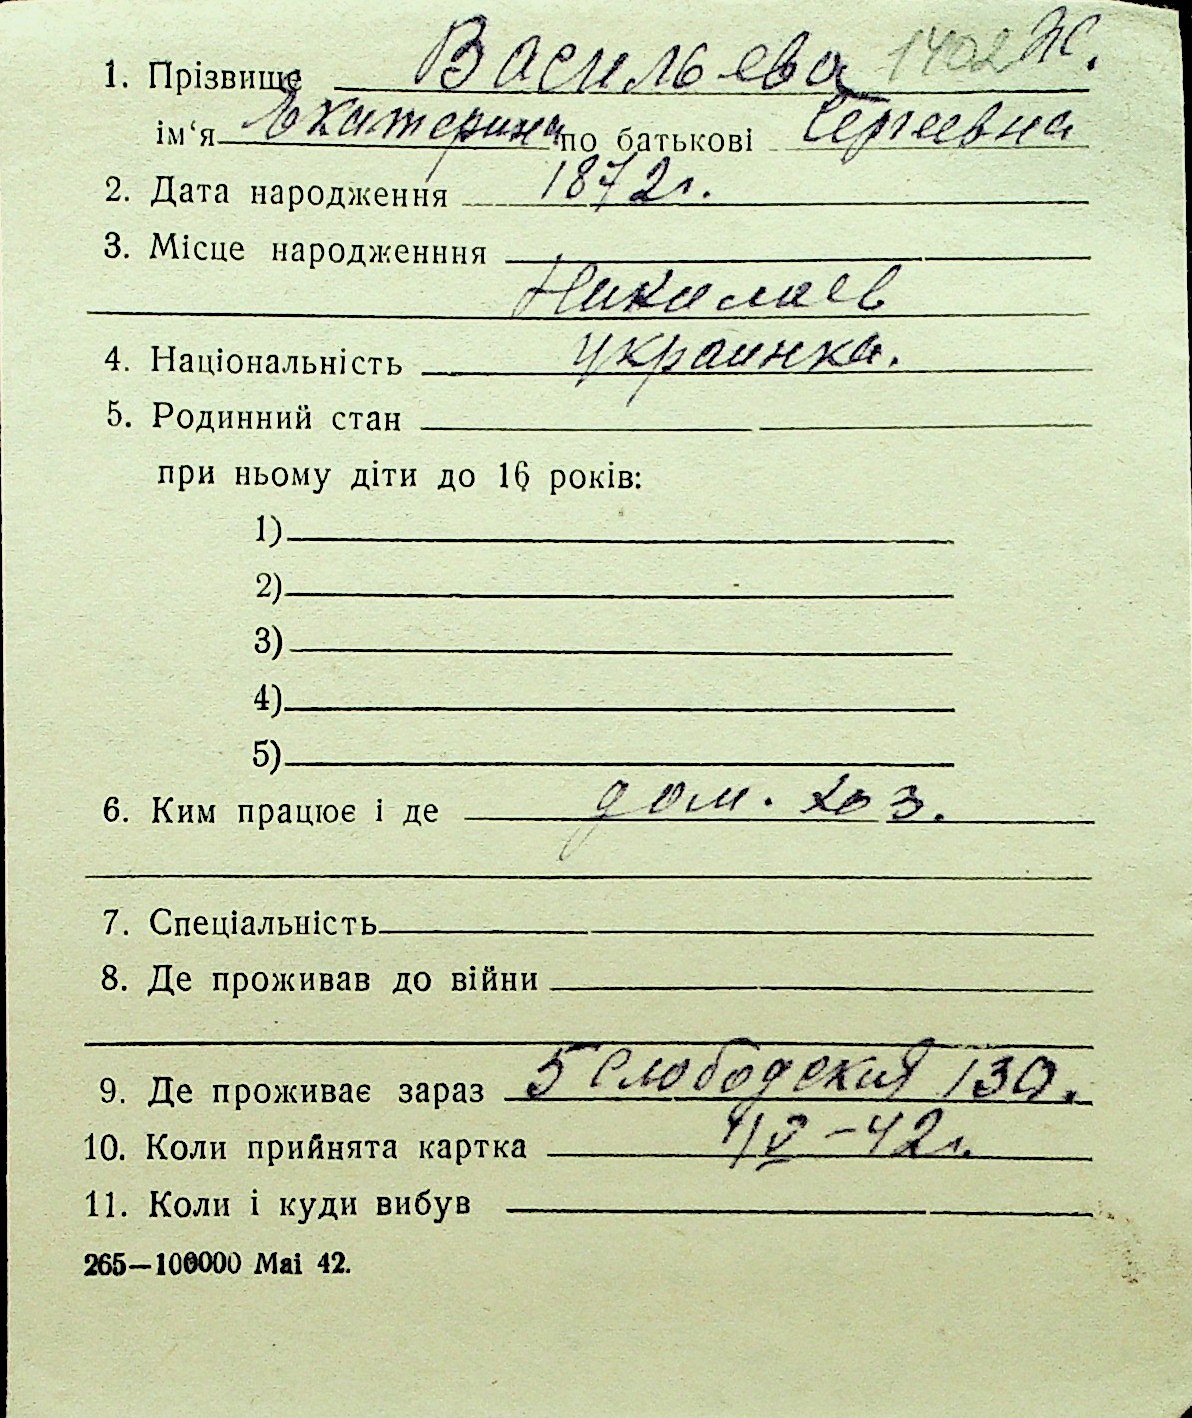 1. Прізвище Васильева 1402 Ж.
ім‘я Екатерина по батькові Сергеевна
2. Дата народження 1872 г.
3. Місце народженння
Николаев
4. Національність украинка.
5. Родинний стан
при ньому діти до 16 років:
1)
2)
3)
4)
5)
6. Ким працює і де дом. хоз.
7. Спеціальність
8. Де проживав до війни
9. Де проживає зараз 5 Слободская 130.
10. Коли прийнята картка 4/V – 42 г.
11. Коли і куди вибув
265—100000 Mai 42.